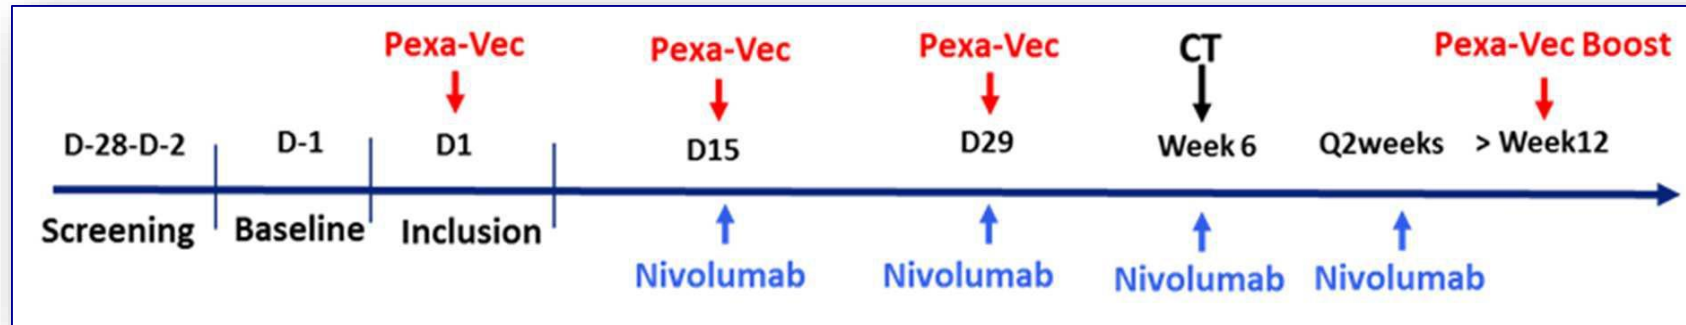 Pexa-Vec
Pexa-Vec
Pexa-Vec
CT
Pexa-Vec Boost
D-28-D-2
D-1
D1
D15
D29
Week 6
Q2weeks
> Week12
Screening
Baseline
Inclusion
Nivolumab
Nivolumab
Nivolumab
Nivolumab